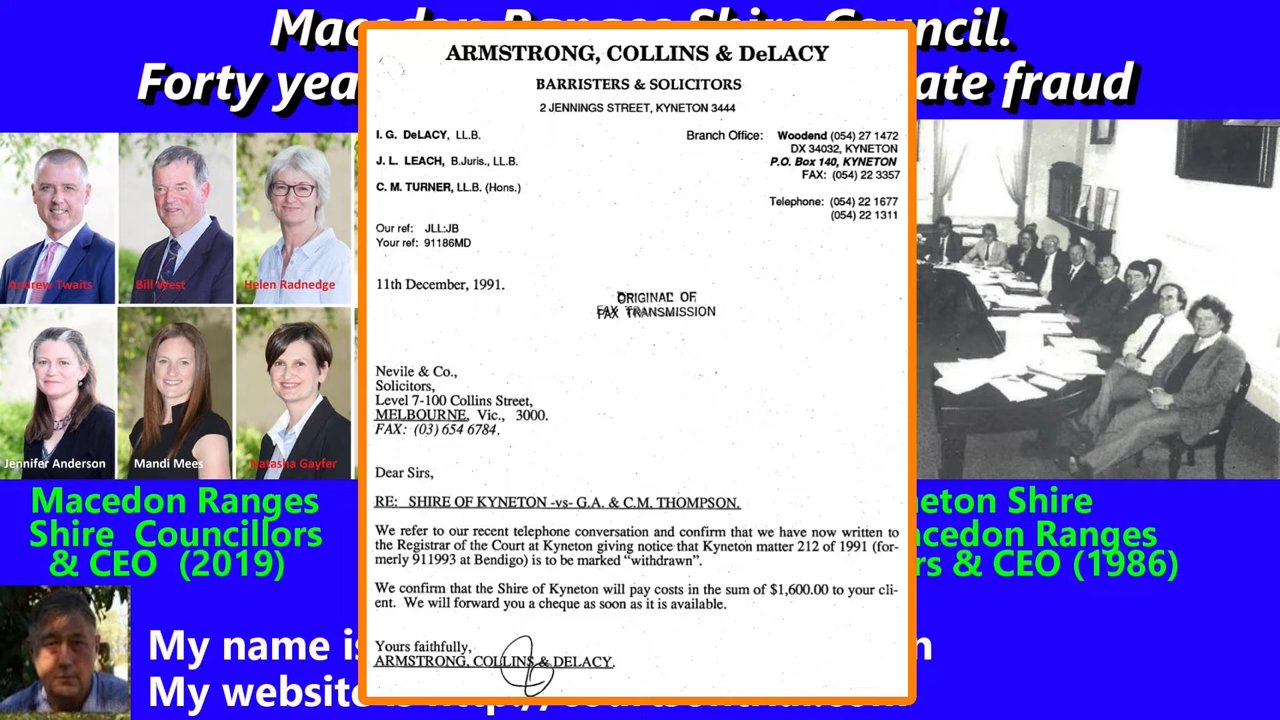 Mac
Council.
Forty yea
ate fraud
ARMSTRONG, COLLINS & DeLACY
BARRISTERS & SOLICITORS
2 JENNINGS STREET, KYNETON 3444
I. G. DeLACY, LL.B.
J. L. LEACH, B.Juris., LL.B.
C. M. TURNER, LL.B. (Hons.)
Branch Office: Woodend (054) 27 1472
DX 34032, KYNETON
P.O. Box 140, KYNETON
FAX: (054) 22 3357
Telephone: (054) 22 1677
(054) 22 1311
Our ref: JLL:JB
Your ref: 91186MD
11th December, 1991.
ORIGINAL OF
FAX TRANSMISSION
Nevile & Co.,
Solicitors,
Level 7-100 Collins Street,
MELBOURNE, Vic., 3000.
FAX: (03) 654 6784.
Dear Sirs,
RE: SHIRE OF KYNETON -vs- G.A. & C.M. THOMPSON.
We refer to our recent telephone conversation and confirm that we have now written to
the Registrar of the Court at Kyneton giving notice that Kyneton matter 212 of 1991 (for-
merly 911993 at Bendigo) is to be marked “withdrawn”.
We confirm that the Shire of Kyneton will pay costs in the sum of $1,600.00 to your cli-
ent. We will forward you a cheque as soon as it is available.
Yours faithfully,
ARMSTRONG, COLLINS & DELACY.
Andrew Twaits
Bill West
Helen Radnedge
Jennifer Anderson
Mandi Mees
Natasha Gayfer
Macedon Ranges
Shire Councillors
& CEO (2019)
neton Shire
acedon Ranges
rs & CEO (1986)
My name is
n
My website